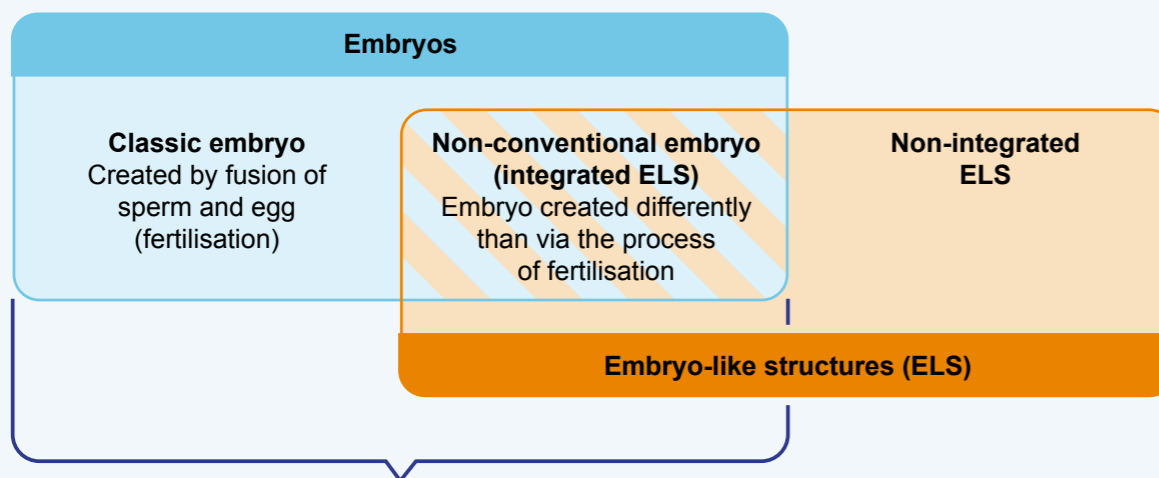 Embryos
Classic embryo
Created by fusion of
sperm and egg
(fertilisation)
Non-conventional embryo
(integrated ELS)
Embryo created differently
than via the process
of fertilisation
Non-integrated
ELS
Embryo-like structures (ELS)